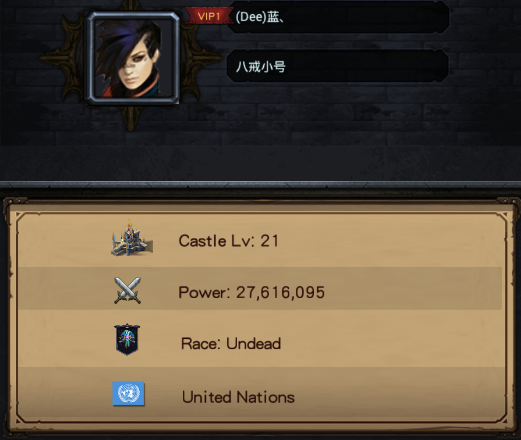 VIP1
(Dee)蓝、
八戒小号
Castle Lv: 21
Power: 27,616,095
Race: Undead
United Nations